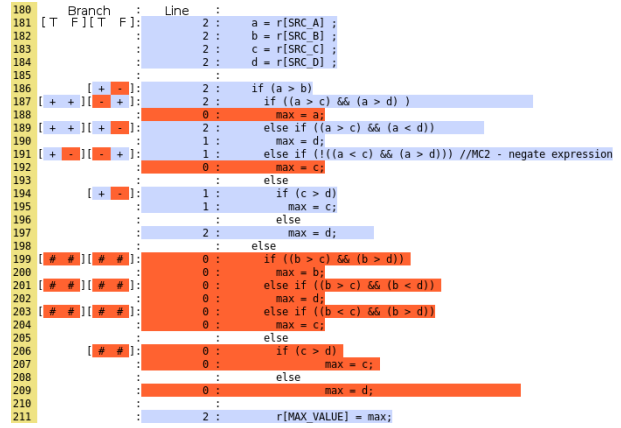 180 Branch : Line :
181 [ T F ][ T F ]: 2 : a = r[SRC_A] ;
182 : 2 : b = r[SRC_B] ;
183 : 2 : c = r[SRC_C] ;
184 : 2 : d = r[SRC_D] ;
185 : :
186 [ + - ]: 2 : if (a > b)
187 [ + + ][ - + ]: 2 : if ((a > c) && (a > d) )
188 : 0 : max = a;
189 [ + + ][ + - ]: 2 : else if ((a > c) && (a < d))
190 : 1 : max = d;
191 [ + - ][ - + ]: 1 : else if (!((a < c) && (a > d))) //MC2 - negate expression
192 : 0 : max = c;
193 : else
194 [ + - ]: 1 : if (c > d)
195 : 1 : max = c;
196 : : else
197 : 2 : max = d;
198 : : else
199 [ # # ][ # # ]: 0 : if ((b > c) && (b > d))
200 : 0 : max = b;
201 [ # # ][ # # ]: 0 : else if ((b > c) && (b < d))
202 : 0 : max = d;
203 [ # # ][ # # ]: 0 : else if ((b < c) && (b > d))
204 : 0 : max = c;
205 : : else
206 [ # # ]: 0 : if (c > d)
207 : 0 : max = c;
208 : : else
209 : 0 : max = d;
210 : :
211 : 2 : r[MAX_VALUE] = max;